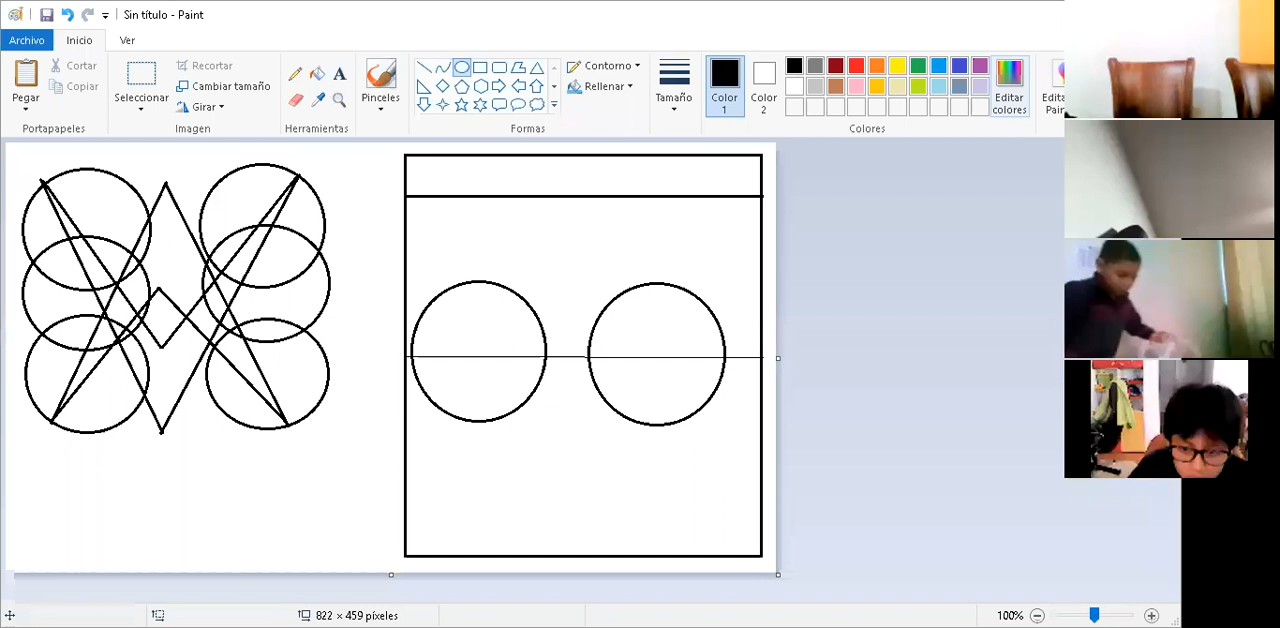 Sin título - Paint
Archivo Inicio Ver
Pegar
Cortar
Copiar
Portapapeles
Seleccionar
Recortar
Cambiar tamaño
Girar
Imagen
Herramientas
Pinceles
Contorno
Rellenar
Formas
Tamaño
Color
1
Color
2
Editar
colores
Colores
822 × 459 píxeles
100%